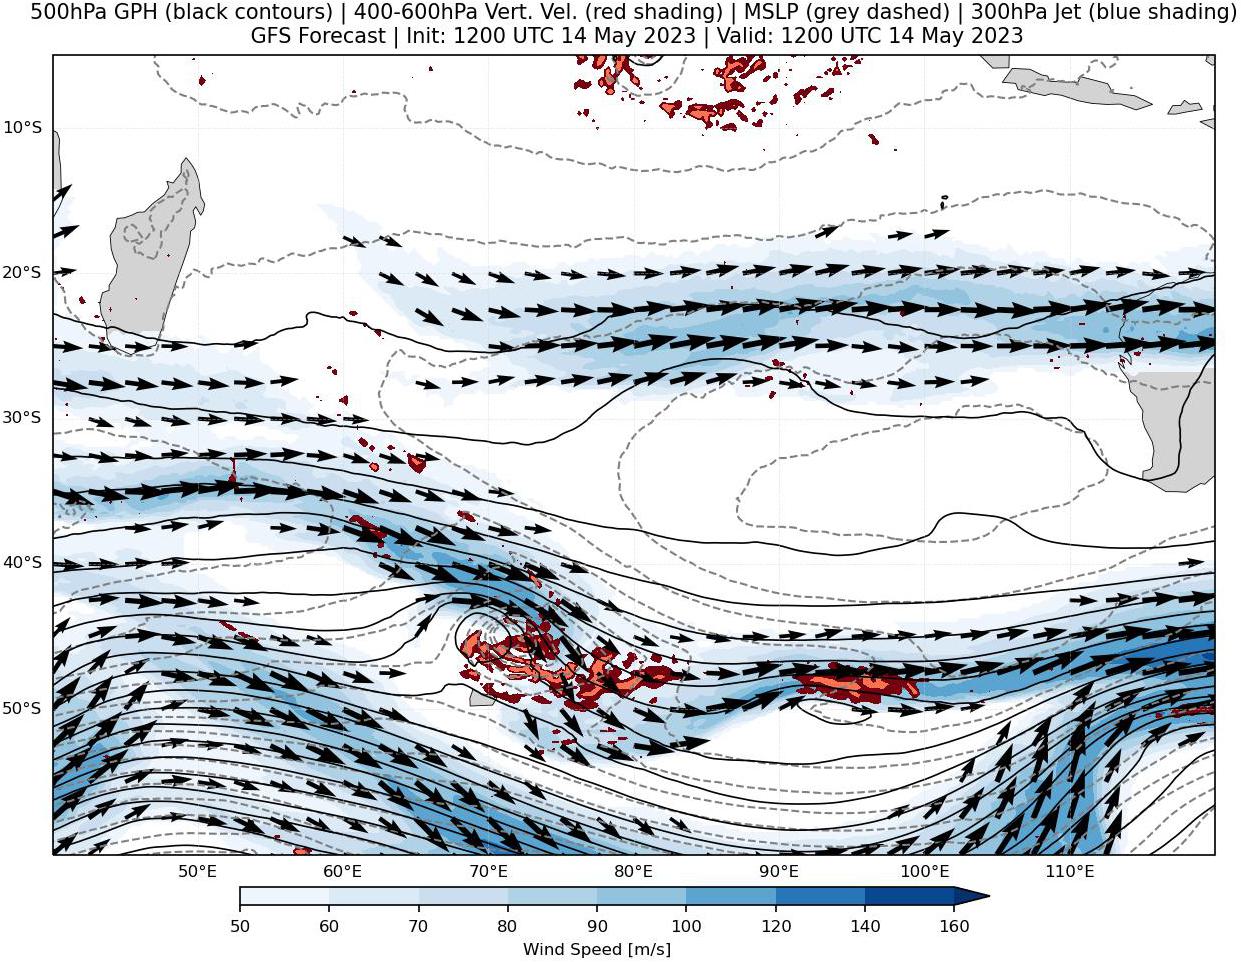 500hPa GPH (black contours) | 400-600hPa Vert. Vel. (red shading) | MSLP (grey dashed) | 300hPa Jet (blue shading)
GFS Forecast | Init: 1200 UTC 14 May 2023 | Valid: 1200 UTC 14 May 2023
10°S
20°S
30°S
40°S
50°S
50°E 60°E 70°E 80°E 90°E 100°E 110°E
50 60 70 80 90 100 120 140 160
Wind Speed [m/s]